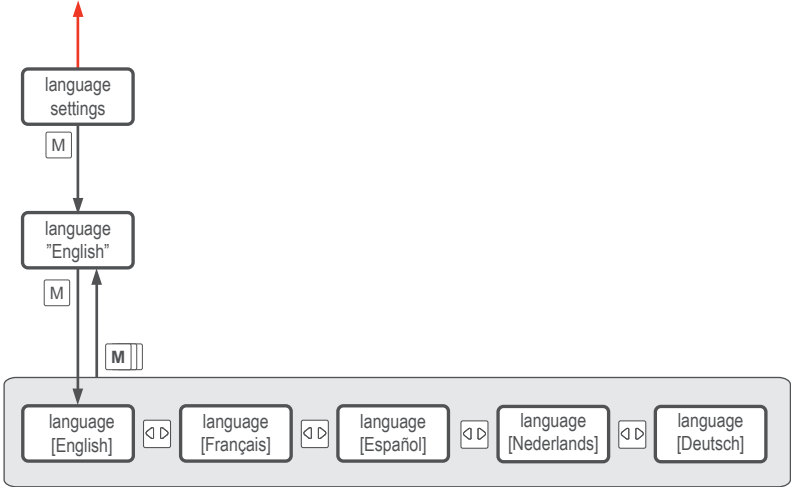 language
settings
M
language
”English”
M
M
language
[English]
language
[Français]
language
[Español]
language
[Nederlands]
language
[Deutsch]